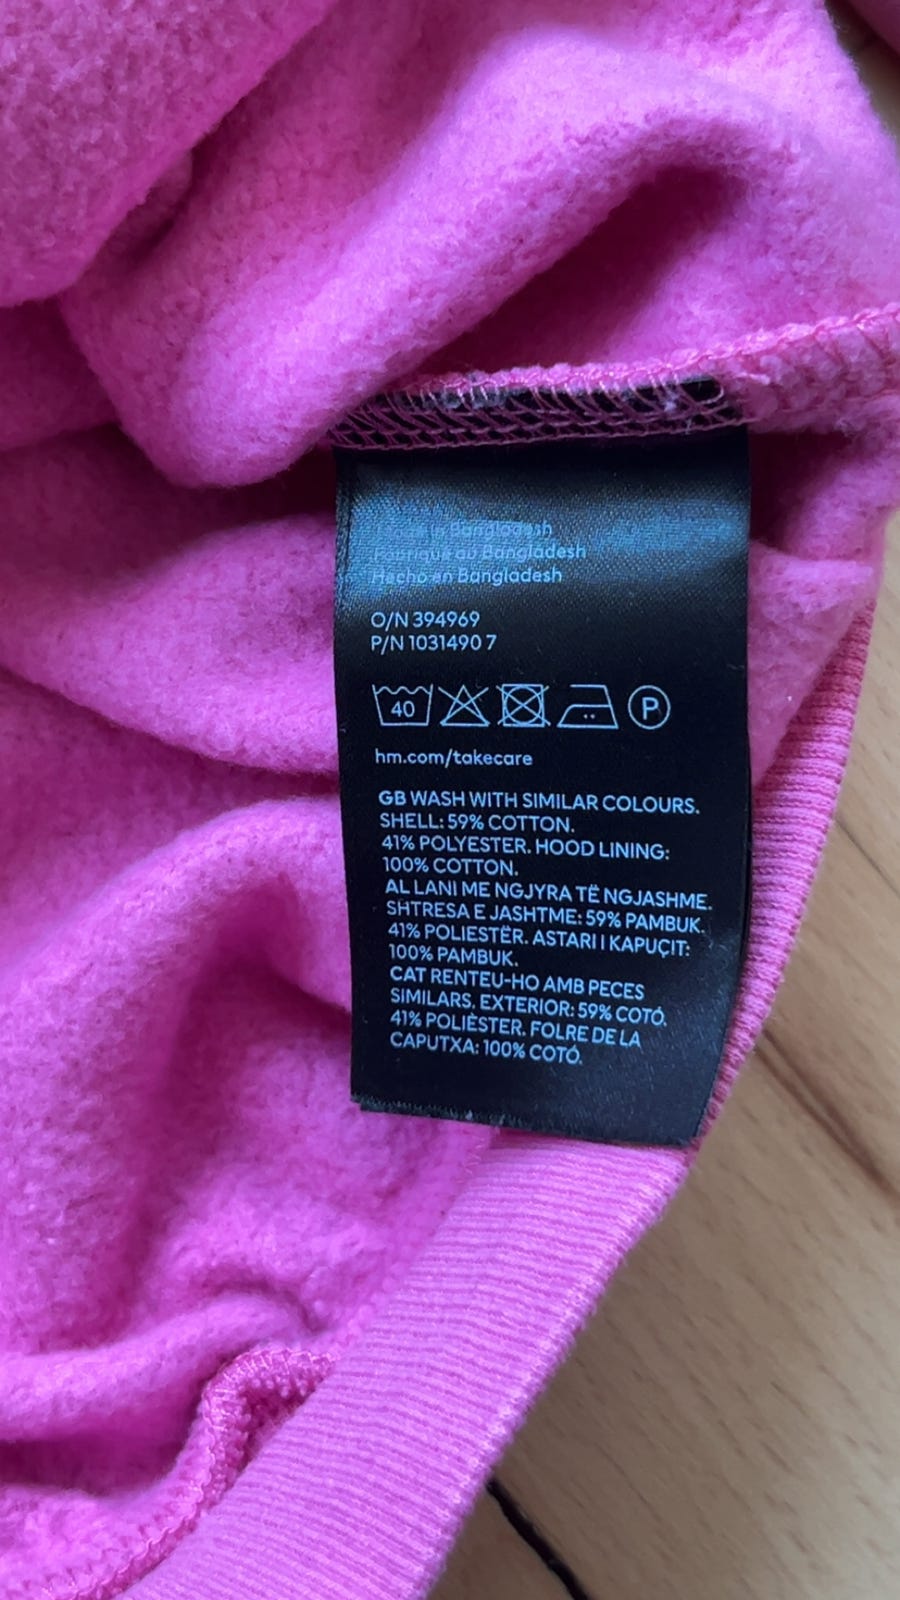 Made in Bangladesh
Fabriqué au Bangladesh
Hecho en Bangladesh
O/N 394969
P/N 1031490 7
40 P
hm.com/takecare
GB WASH WITH SIMILAR COLOURS.
SHELL: 59% COTTON.
41% POLYESTER. HOOD LINING:
100% COTTON.
AL LANI ME NGJYRA TË NGJASHME.
SHTRESA E JASHTME: 59% PAMBUK.
41% POLIESTËR. ASTARI I KAPUÇIT:
100% PAMBUK.
CAT RENTEU-HO AMB PECES
SIMILARS. EXTERIOR: 59% COTÓ.
41% POLIÈSTER. FOLRE DE LA
CAPUTXA: 100% COTÓ.